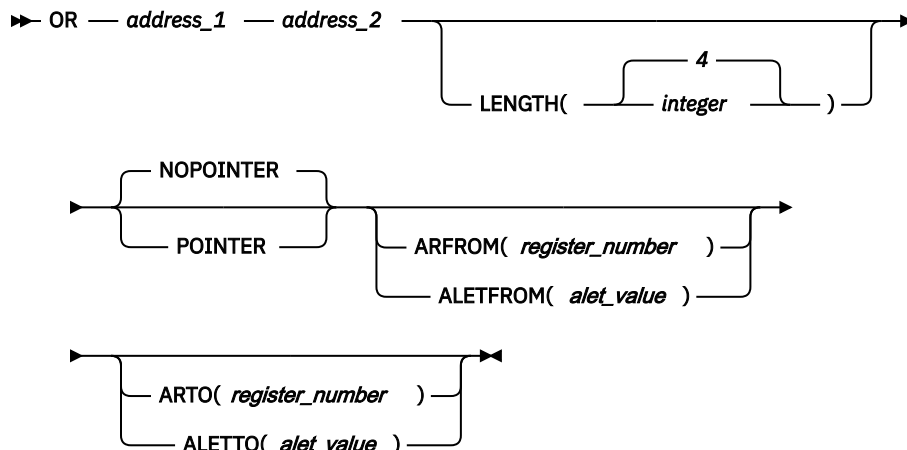 OR address_1 address_2
4
LENGTH( integer )
NOPOINTER
POINTER
ARFROM( register_number )
ALETFROM( alet_value )
ARTO( register_number )
ALETTO( alet_value )